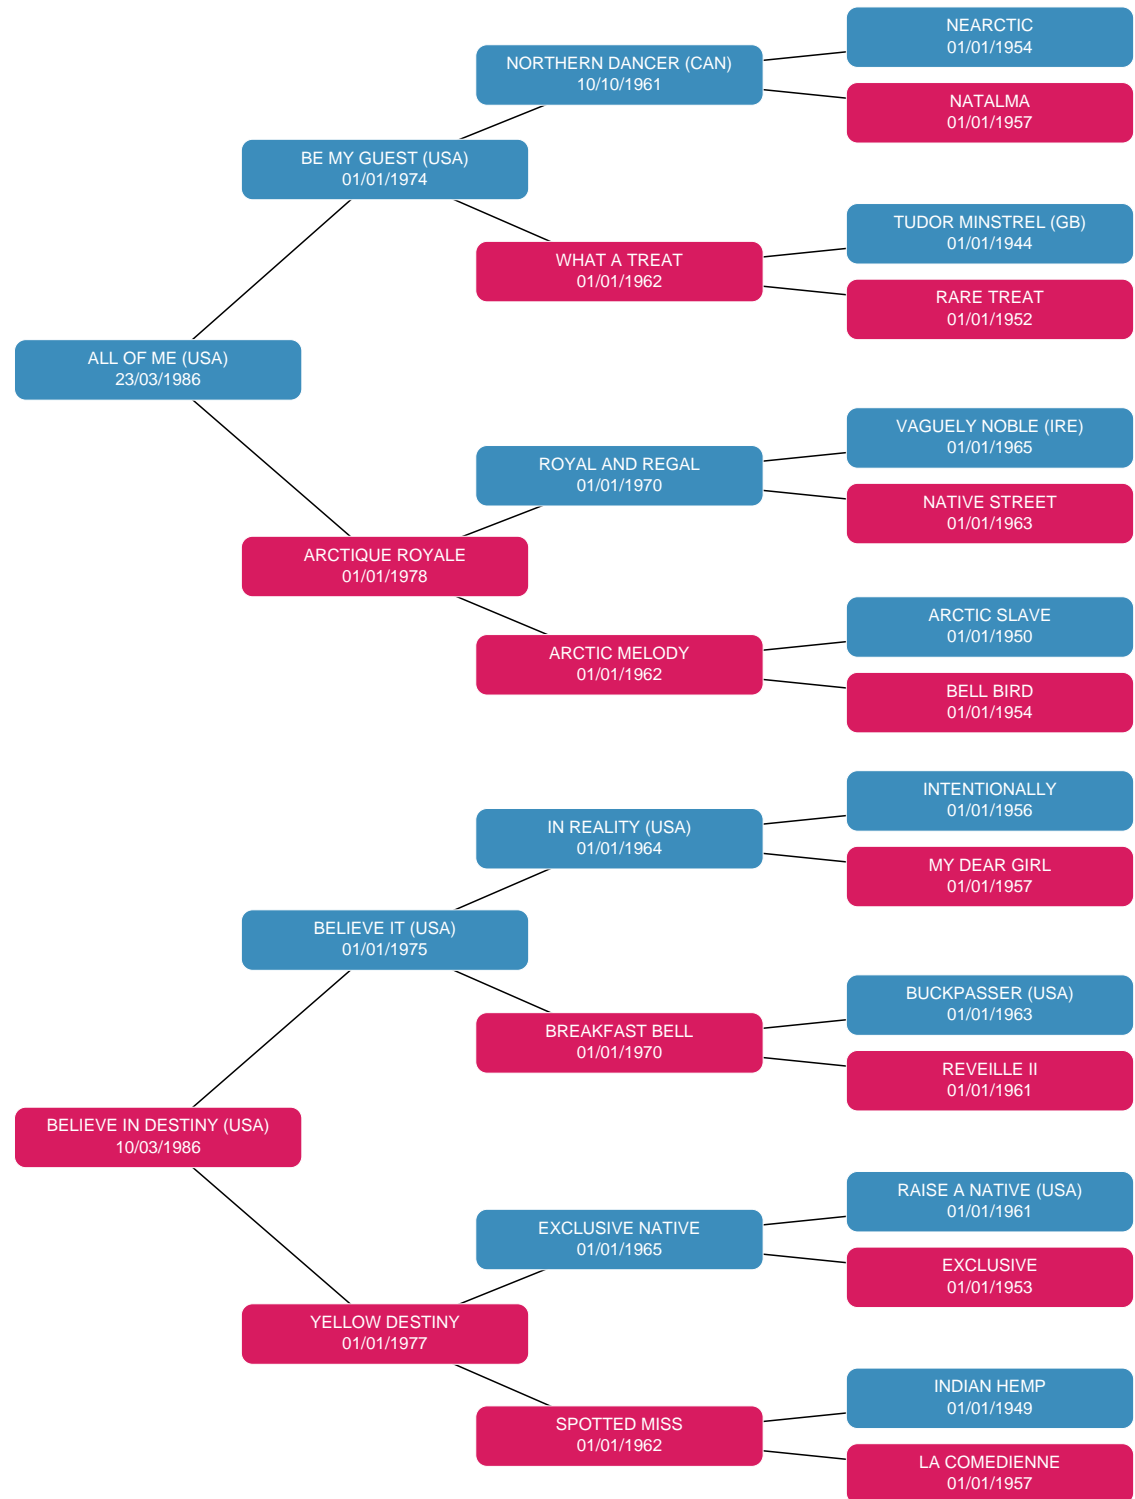 NEARCTIC
01/01/1954
NORTHERN DANCER (CAN)
10/10/1961
NATALMA
01/01/1957
BE MY GUEST (USA)
01/01/1974
TUDOR MINSTREL (GB)
01/01/1944
WHAT A TREAT
01/01/1962
RARE TREAT
01/01/1952
ALL OF ME (USA)
23/03/1986
VAGUELY NOBLE (IRE)
01/01/1965
ROYAL AND REGAL
01/01/1970
NATIVE STREET
01/01/1963
ARCTIQUE ROYALE
01/01/1978
ARCTIC SLAVE
01/01/1950
ARCTIC MELODY
01/01/1962
BELL BIRD
01/01/1954
INTENTIONALLY
01/01/1956
IN REALITY (USA)
01/01/1964
MY DEAR GIRL
01/01/1957
BELIEVE IT (USA)
01/01/1975
BUCKPASSER (USA)
01/01/1963
BREAKFAST BELL
01/01/1970
REVEILLE II
01/01/1961
BELIEVE IN DESTINY (USA)
10/03/1986
RAISE A NATIVE (USA)
01/01/1961
EXCLUSIVE NATIVE
01/01/1965
EXCLUSIVE
01/01/1953
YELLOW DESTINY
01/01/1977
INDIAN HEMP
01/01/1949
SPOTTED MISS
01/01/1962
LA COMEDIENNE
01/01/1957